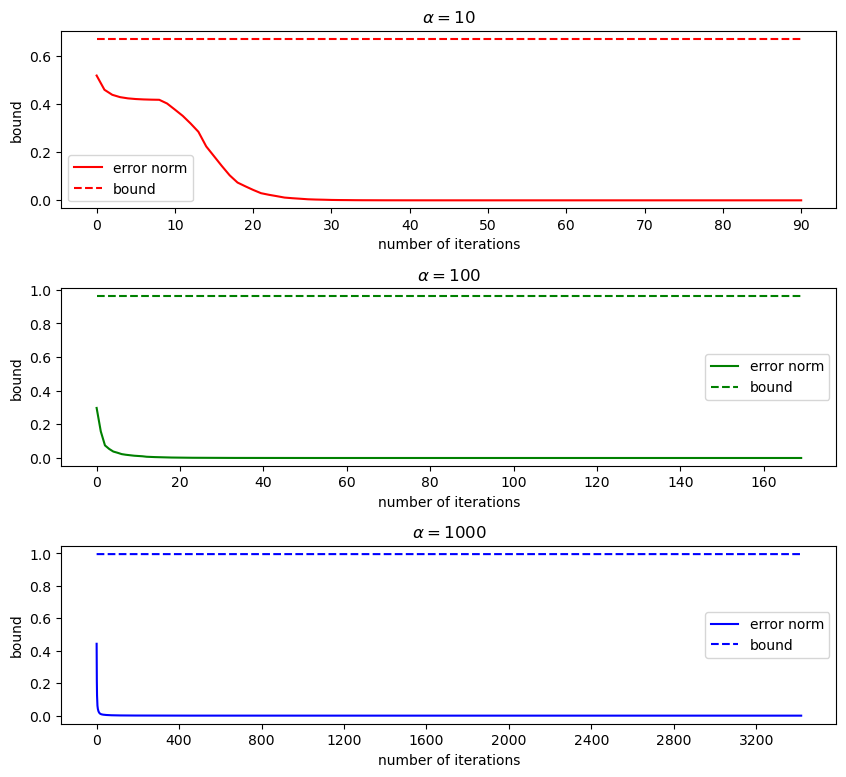 α = 10
bound
0.6
0.4
0.2
0.0
error norm
bound
0 10 20 30 40 50 60 70 80 90
number of iterations
α = 100
bound
1.0
0.8
0.6
0.4
0.2
0.0
error norm
bound
0 20 40 60 80 100 120 140 160
number of iterations
α = 1000
bound
1.0
0.8
0.6
0.4
0.2
0.0
error norm
bound
0 400 800 1200 1600 2000 2400 2800 3200
number of iterations